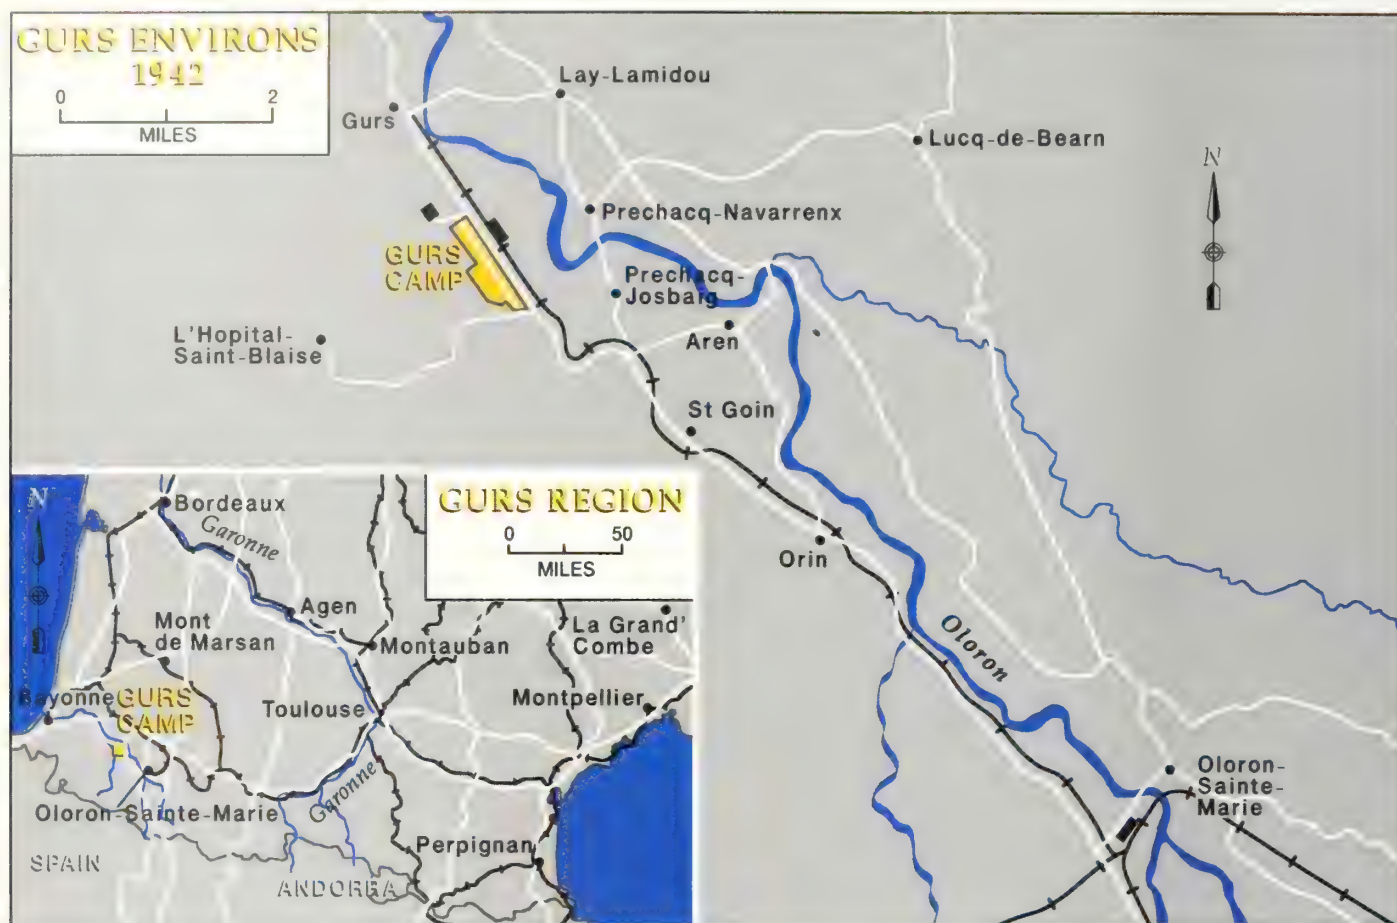 GURS ENVIRONS
1942
0 2
MILES
Lay-Lamidou
Gurs
Lucq-de-Bearn
N
Prechacq-Navarrenx
GURS
CAMP
Prechacq-
Josbaig
L'Hopital-
Saint-Blaise
Aren
St Goin
Orin
Oloron
Oloron-
Sainte-
Marie
GURS REGION
0 50
MILES
N
Bordeaux
Garonne
Agen
Mont
de Marsan
Montauban
La Grand'
Combe
Bayonne
GURS
CAMP
Toulouse
Montpellier
Oloron-Sainte-Marie
Garonne
Perpignan
SPAIN
ANDORRA